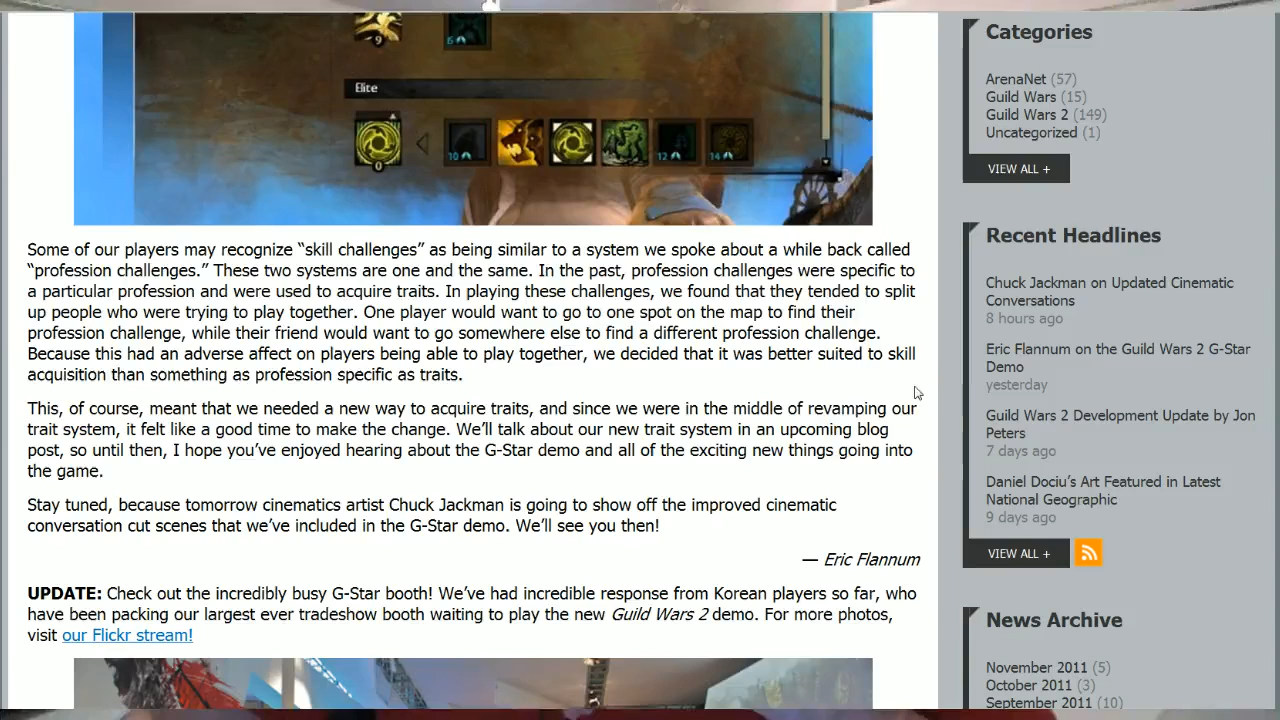 9
6
Elite
10
12
14
0
Some of our players may recognize “skill challenges” as being similar to a system we spoke about a while back called
“profession challenges.” These two systems are one and the same. In the past, profession challenges were specific to
a particular profession and were used to acquire traits. In playing these challenges, we found that they tended to split
up people who were trying to play together. One player would want to go to one spot on the map to find their
profession challenge, while their friend would want to go somewhere else to find a different profession challenge.
Because this had an adverse affect on players being able to play together, we decided that it was better suited to skill
acquisition than something as profession specific as traits.
This, of course, meant that we needed a new way to acquire traits, and since we were in the middle of revamping our
trait system, it felt like a good time to make the change. We’ll talk about our new trait system in an upcoming blog
post, so until then, I hope you’ve enjoyed hearing about the G-Star demo and all of the exciting new things going into
the game.
Stay tuned, because tomorrow cinematics artist Chuck Jackman is going to show off the improved cinematic
conversation cut scenes that we’ve included in the G-Star demo. We’ll see you then!
— Eric Flannum
UPDATE: Check out the incredibly busy G-Star booth! We’ve had incredible response from Korean players so far, who
have been packing our largest ever tradeshow booth waiting to play the new Guild Wars 2 demo. For more photos,
visit our Flickr stream!
Categories
ArenaNet (57)
Guild Wars (15)
Guild Wars 2 (149)
Uncategorized (1)
VIEW ALL +
Recent Headlines
Chuck Jackman on Updated Cinematic
Conversations
8 hours ago
Eric Flannum on the Guild Wars 2 G-Star
Demo
yesterday
Guild Wars 2 Development Update by Jon
Peters
7 days ago
Daniel Dociu’s Art Featured in Latest
National Geographic
9 days ago
VIEW ALL +
News Archive
November 2011 (5)
October 2011 (3)
September 2011 (10)